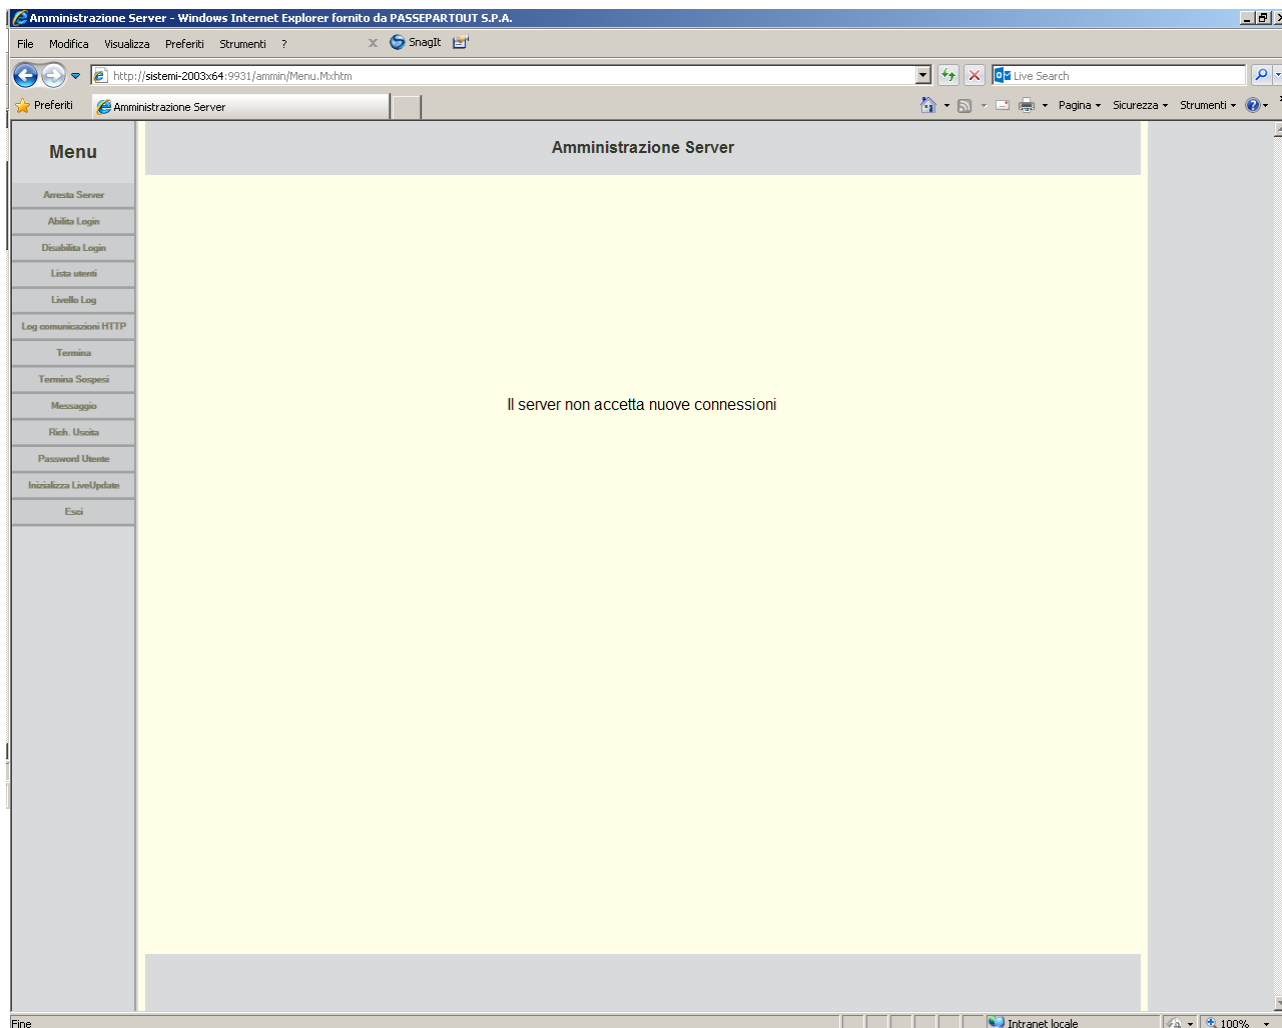 Amministrazione Server - Windows Internet Explorer fornito da PASSEPARTOUT S.P.A.
File Modifica Visualizza Preferiti Strumenti ? x SnagIt
http://sistemi-2003x64:9931/ammin/Menu.Mxhtm Live Search
Preferiti Amministrazione Server Pagina Sicurezza Strumenti
Menu
Amministrazione Server
Arresta Server
Abilita Login
Disabilita Login
Lista utenti
Livello Log
Log comunicazioni HTTP
Termina
Termina Sospesi
Messaggio
Rich. Uscita
Password Utente
Inizializza LiveUpdate
Esci
Il server non accetta nuove connessioni
Fine Intranet locale 100%